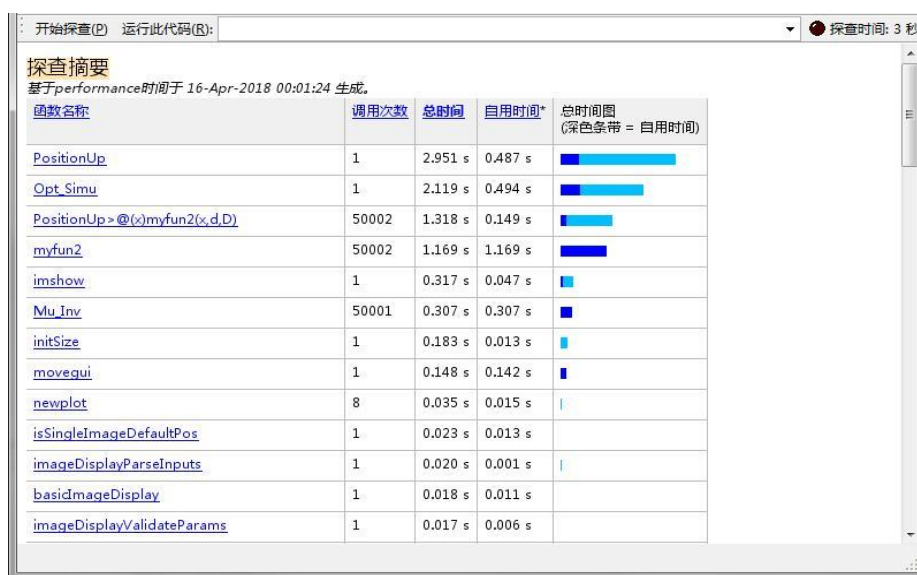 开始探查(P) 运行此代码(R): 探查时间: 3 秒
探查摘要
基于performance时间于 16-Apr-2018 00:01:24 生成。
函数名称 调用次数 总时间 自用时间* 总时间图
(深色条带 = 自用时间)
PositionUp 1 2.951 s 0.487 s
Opt_Simu 1 2.119 s 0.494 s
PositionUp>@(x)myfun2(x,d,D) 50002 1.318 s 0.149 s
myfun2 50002 1.169 s 1.169 s
imshow 1 0.317 s 0.047 s
Mu_Inv 50001 0.307 s 0.307 s
initSize 1 0.183 s 0.013 s
movegui 1 0.148 s 0.142 s
newplot 8 0.035 s 0.015 s
isSingleImageDefaultPos 1 0.023 s 0.013 s
imageDisplayParseInputs 1 0.020 s 0.001 s
basicImageDisplay 1 0.018 s 0.011 s
imageDisplayValidateParams 1 0.017 s 0.006 s